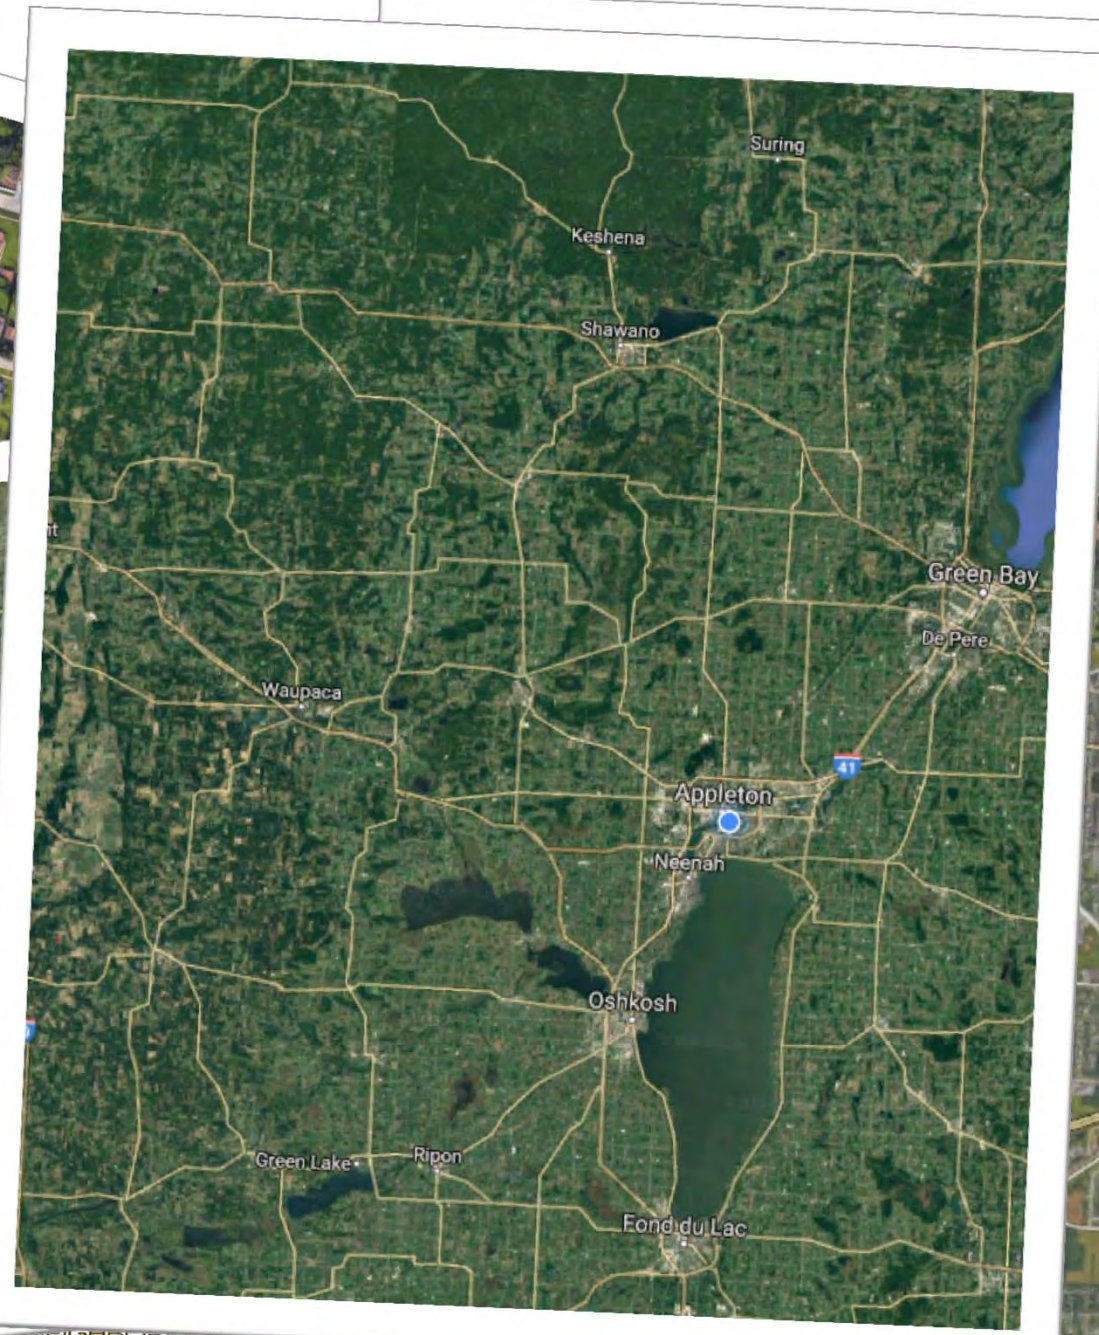 Suring
Keshena
Shawano
Green Bay
De Pere
Waupaca
41
Appleton
Neenah
Oshkosh
Green Lake
Ripon
Fond du Lac